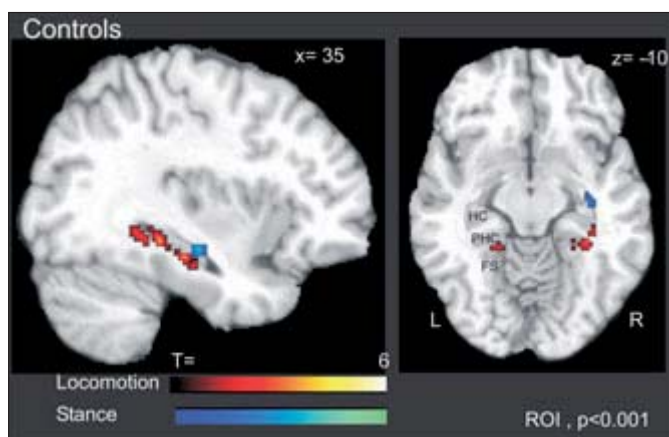 Controls
x= 35
z= -10
HC
PHC
FS
L
R
T=
6
Locomotion
Stance
ROI , p<0.001